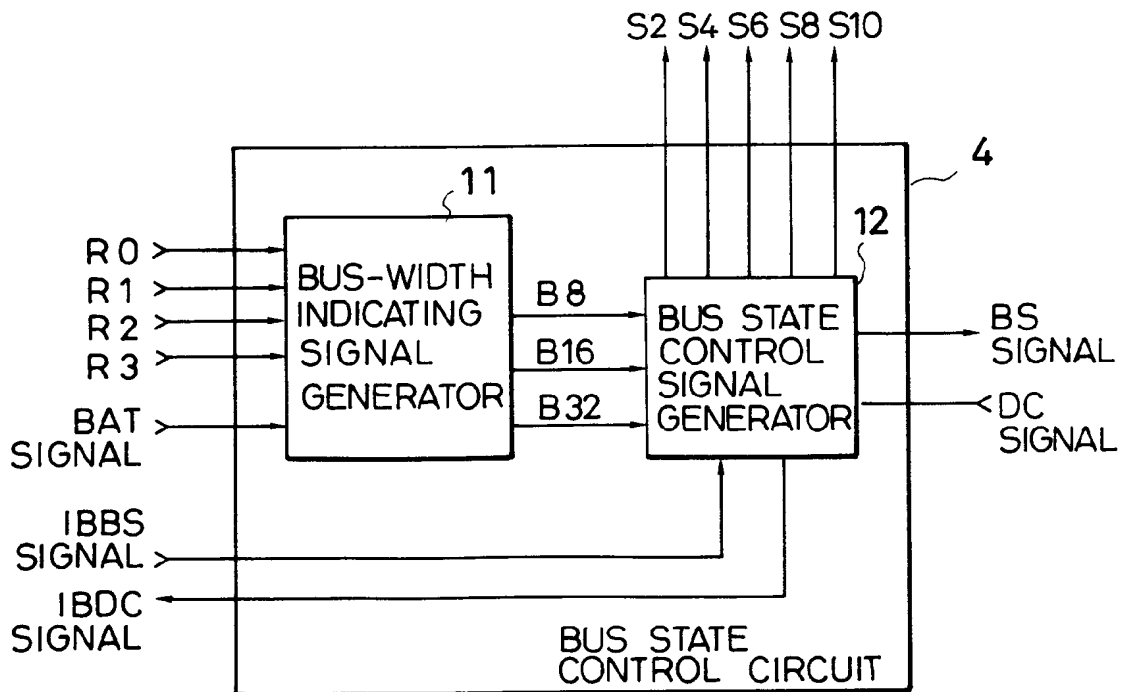 S2 S4 S6 S8 S10
4
11
12
R0
R1
R2
R3
BAT
SIGNAL
BUS-WIDTH
INDICATING
SIGNAL
GENERATOR
B8
B16
B32
BUS STATE
CONTROL
SIGNAL
GENERATOR
BS
SIGNAL
DC
SIGNAL
IBBS
SIGNAL
IBDC
SIGNAL
BUS STATE
CONTROL CIRCUIT